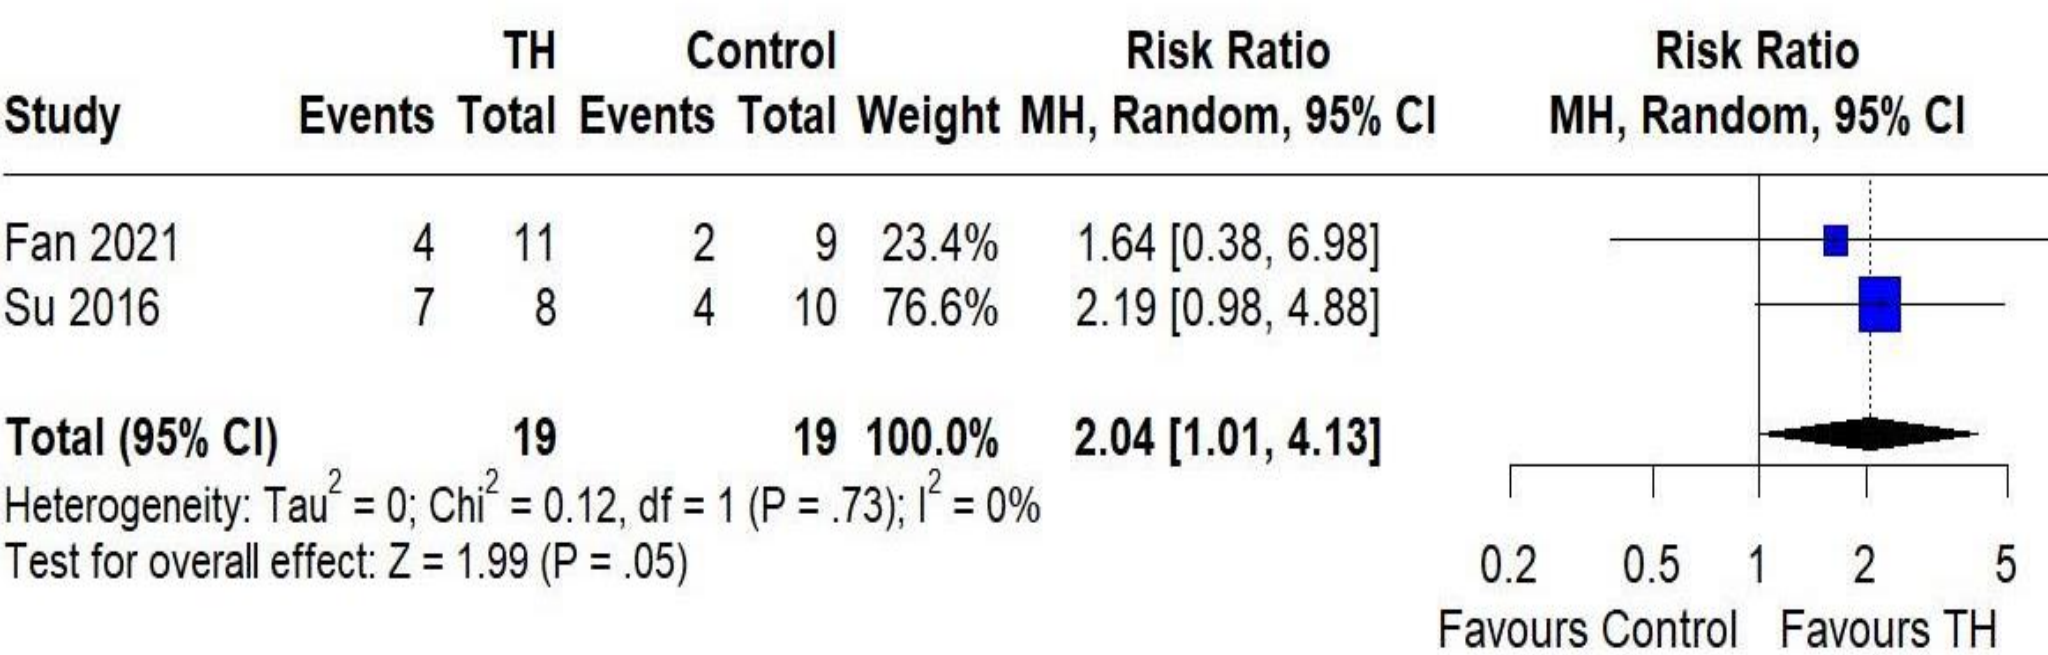 TH Control Risk Ratio Risk Ratio
Study Events Total Events Total Weight MH, Random, 95% CI MH, Random, 95% CI
Fan 2021 4 11 2 9 23.4% 1.64 [0.38, 6.98]
Su 2016 7 8 4 10 76.6% 2.19 [0.98, 4.88]
Total (95% CI) 19 19 100.0% 2.04 [1.01, 4.13]
Heterogeneity: Tau² = 0; Chi² = 0.12, df = 1 (P = .73); I² = 0%
Test for overall effect: Z = 1.99 (P = .05)
0.2 0.5 1 2 5
Favours Control Favours TH